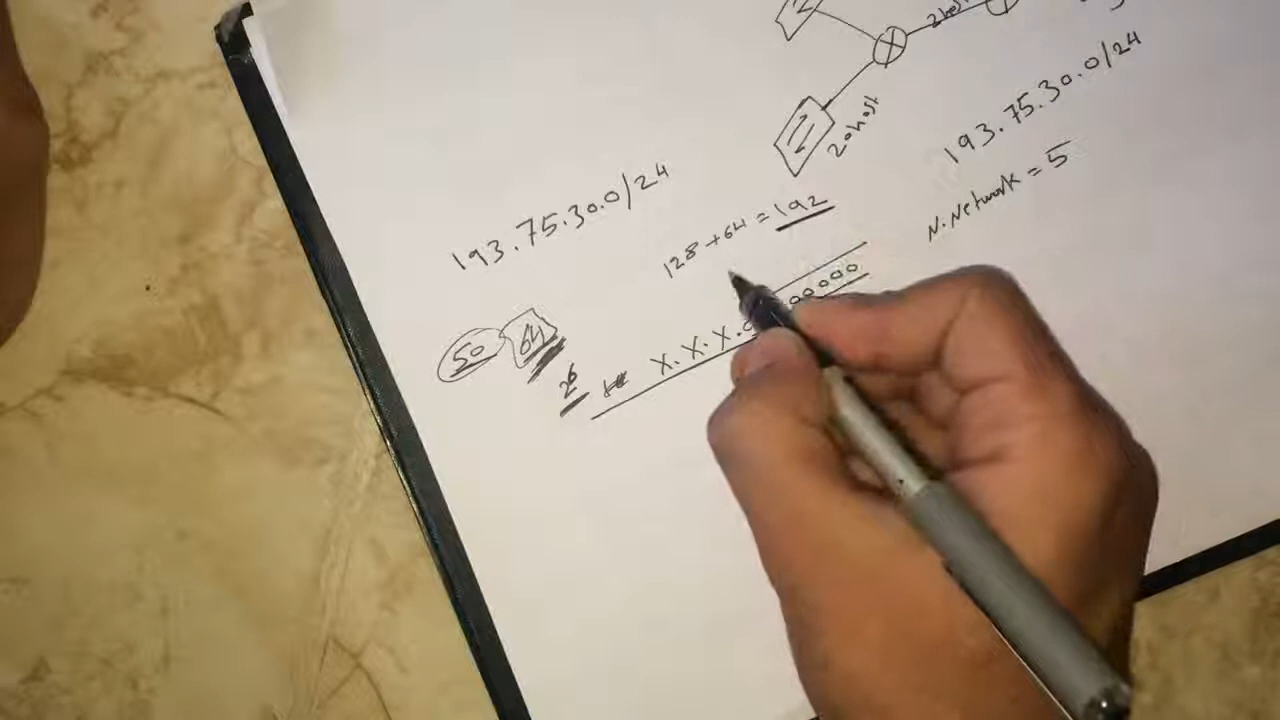 2host
20host
193.75.30.0/24
N.Network = 5
193.75.30.0/24
128+64=192
50 64
2⁶ X.X.X. 00000